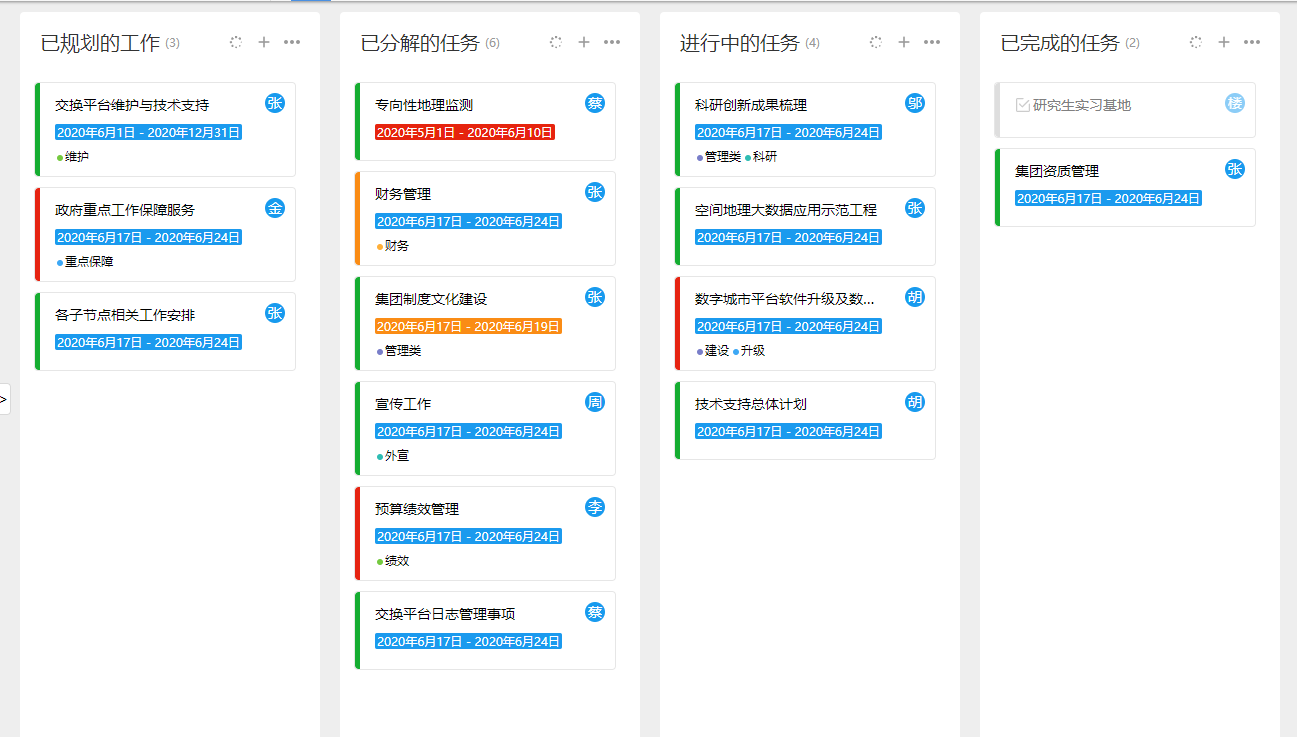 已规划的工作 (3)
交换平台维护与技术支持 张
2020年6月1日 - 2020年12月31日
维护
政府重点工作保障服务 金
2020年6月17日 - 2020年6月24日
重点保障
各子节点相关工作安排 张
2020年6月17日 - 2020年6月24日
已分解的任务 (6)
专向性地理监测 蔡
2020年5月1日 - 2020年6月10日
财务管理 张
2020年6月17日 - 2020年6月24日
财务
集团制度文化建设 张
2020年6月17日 - 2020年6月19日
管理类
宣传工作 周
2020年6月17日 - 2020年6月24日
外宣
预算绩效管理 李
2020年6月17日 - 2020年6月24日
绩效
交换平台日志管理事项 蔡
2020年6月17日 - 2020年6月24日
进行中的任务 (4)
科研创新成果梳理 邬
2020年6月17日 - 2020年6月24日
管理类 科研
空间地理大数据应用示范工程 张
2020年6月17日 - 2020年6月24日
数字城市平台软件升级及数... 胡
2020年6月17日 - 2020年6月24日
建设 升级
技术支持总体计划 胡
2020年6月17日 - 2020年6月24日
已完成的任务 (2)
研究生实习基地 楼
集团资质管理 张
2020年6月17日 - 2020年6月24日